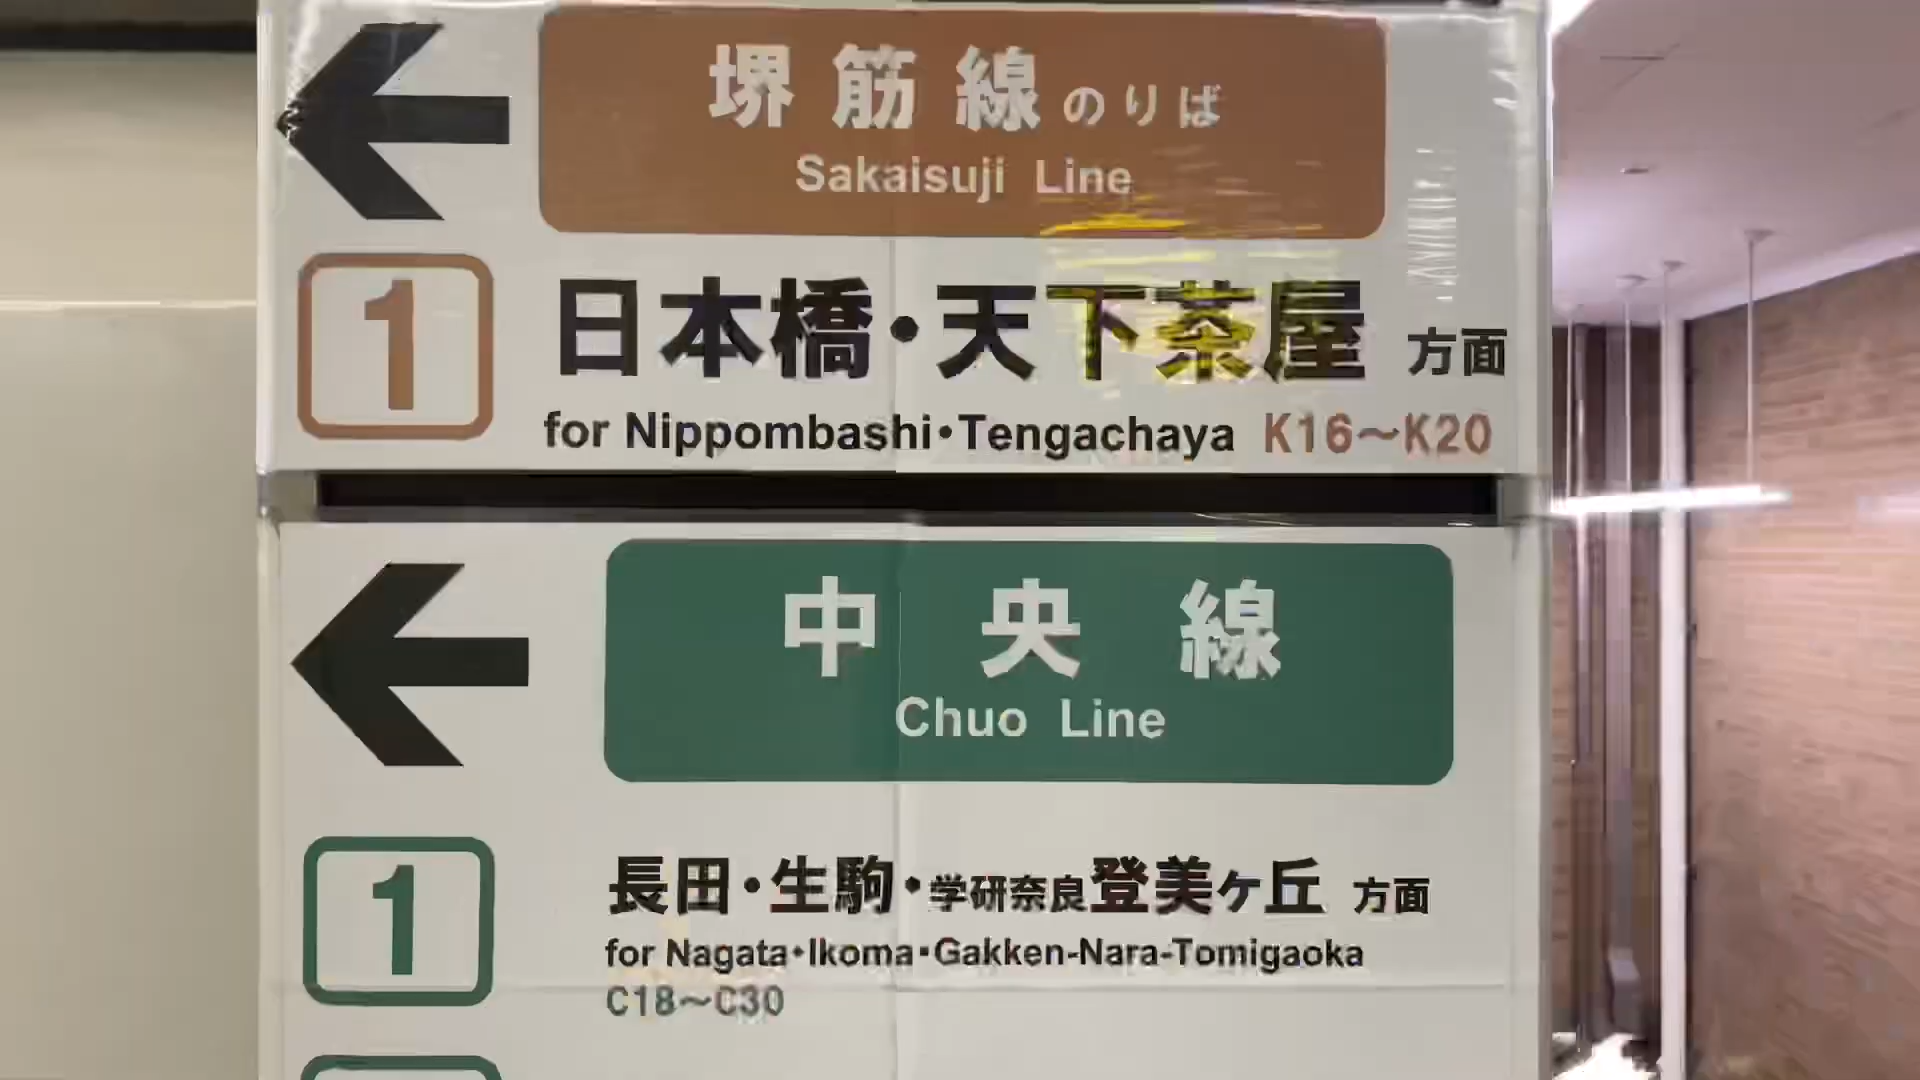 堺筋線のりば
Sakaisuji Line
1
日本橋・天下茶屋 方面
for Nippombashi・Tengachaya K16～K20
中央線
Chuo Line
1
長田・生駒・学研奈良登美ヶ丘 方面
for Nagata・Ikoma・Gakken-Nara-Tomigaoka
C18～C30